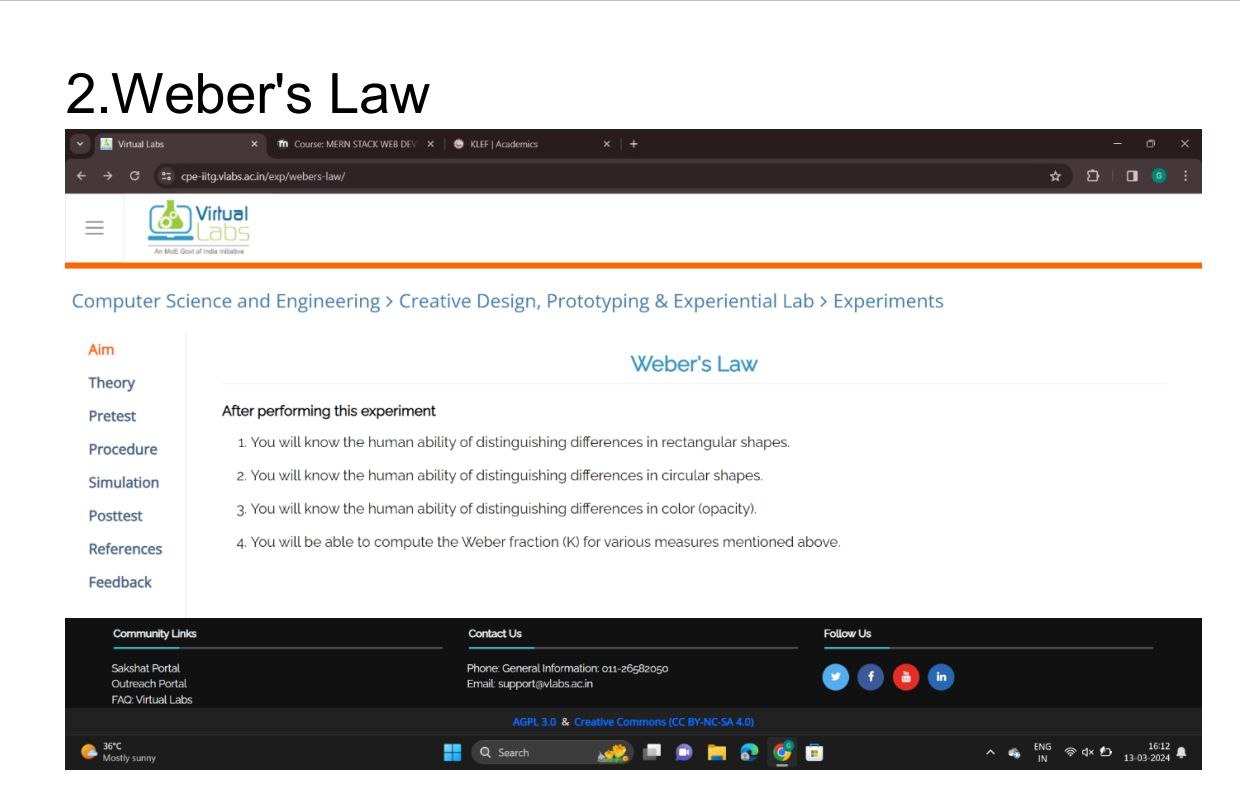 2.Weber's Law
Virtual Labs
Course: MERN STACK WEB DEV
KLEF | Academics
cpe-iitg.vlabs.ac.in/exp/webers-law/
G
Virtual
Labs
An MoE Govt of India Initiative
Computer Science and Engineering > Creative Design, Prototyping & Experiential Lab > Experiments
Aim
Theory
Pretest
Procedure
Simulation
Posttest
References
Feedback
Weber's Law
After performing this experiment
1. You will know the human ability of distinguishing differences in rectangular shapes.
2. You will know the human ability of distinguishing differences in circular shapes.
3. You will know the human ability of distinguishing differences in color (opacity).
4. You will be able to compute the Weber fraction (K) for various measures mentioned above.
Community Links
Sakshat Portal
Outreach Portal
FAQ: Virtual Labs
Contact Us
Phone: General Information: 011-26582050
Email: support@vlabs.ac.in
Follow Us
AGPL 3.0 & Creative Commons (CC BY-NC-SA 4.0)
36°C
Mostly sunny
Search
ENG
IN
16:12
13-03-2024